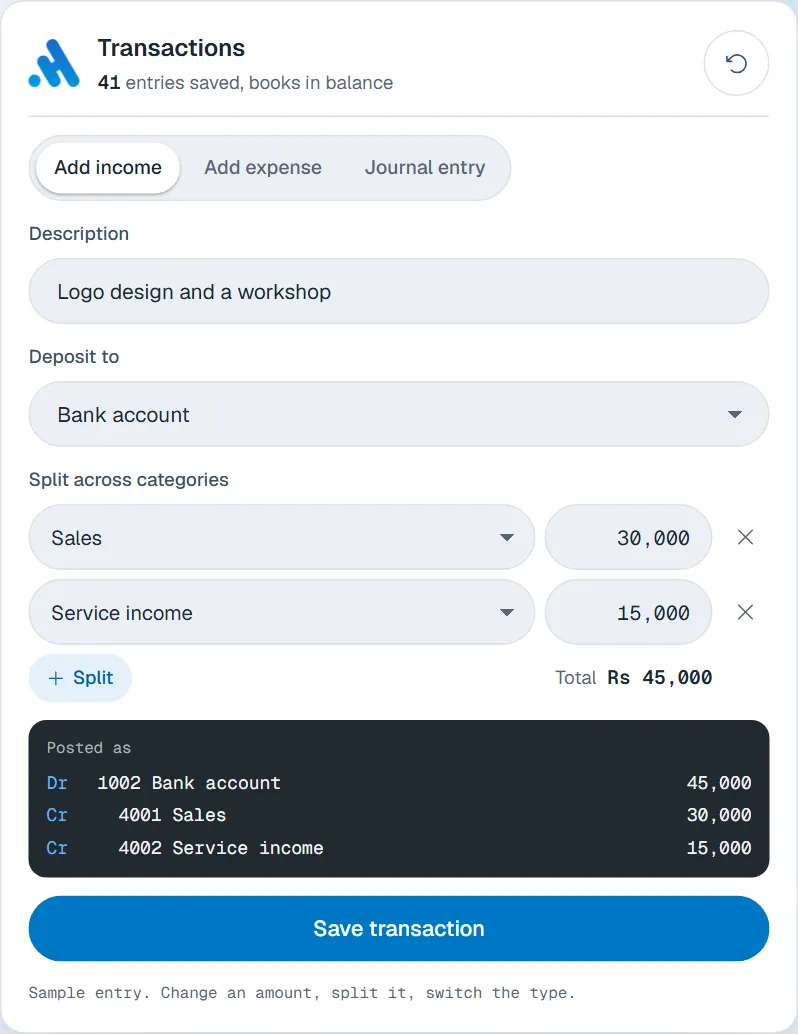 Transactions
41 entries saved, books in balance
Add income Add expense Journal entry
Description
Logo design and a workshop
Deposit to
Bank account
Split across categories
Sales 30,000
Service income 15,000
+ Split Total Rs 45,000
Posted as
Dr 1002 Bank account 45,000
Cr 4001 Sales 30,000
Cr 4002 Service income 15,000
Save transaction
Sample entry. Change an amount, split it, switch the type.